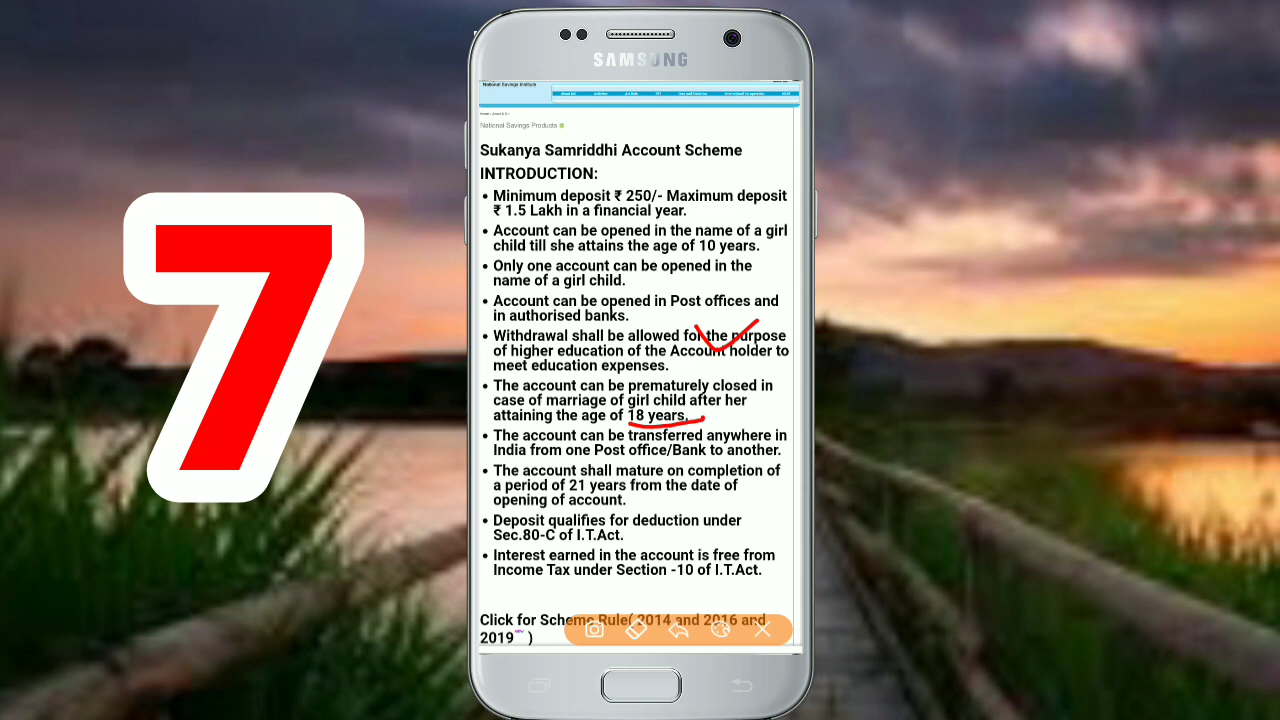 7
SAMSUNG
National Savings Institute
National Savings Products
Sukanya Samriddhi Account Scheme
INTRODUCTION:
• Minimum deposit ₹ 250/- Maximum deposit
₹ 1.5 Lakh in a financial year.
• Account can be opened in the name of a girl
child till she attains the age of 10 years.
• Only one account can be opened in the
name of a girl child.
• Account can be opened in Post offices and
in authorised banks.
• Withdrawal shall be allowed for the purpose
of higher education of the Account holder to
meet education expenses.
• The account can be prematurely closed in
case of marriage of girl child after her
attaining the age of 18 years.
• The account can be transferred anywhere in
India from one Post office/Bank to another.
• The account shall mature on completion of
a period of 21 years from the date of
opening of account.
• Deposit qualifies for deduction under
Sec.80-C of I.T.Act.
• Interest earned in the account is free from
Income Tax under Section -10 of I.T.Act.
Click for Scheme Rule( 2014 and 2016 and
2019 )